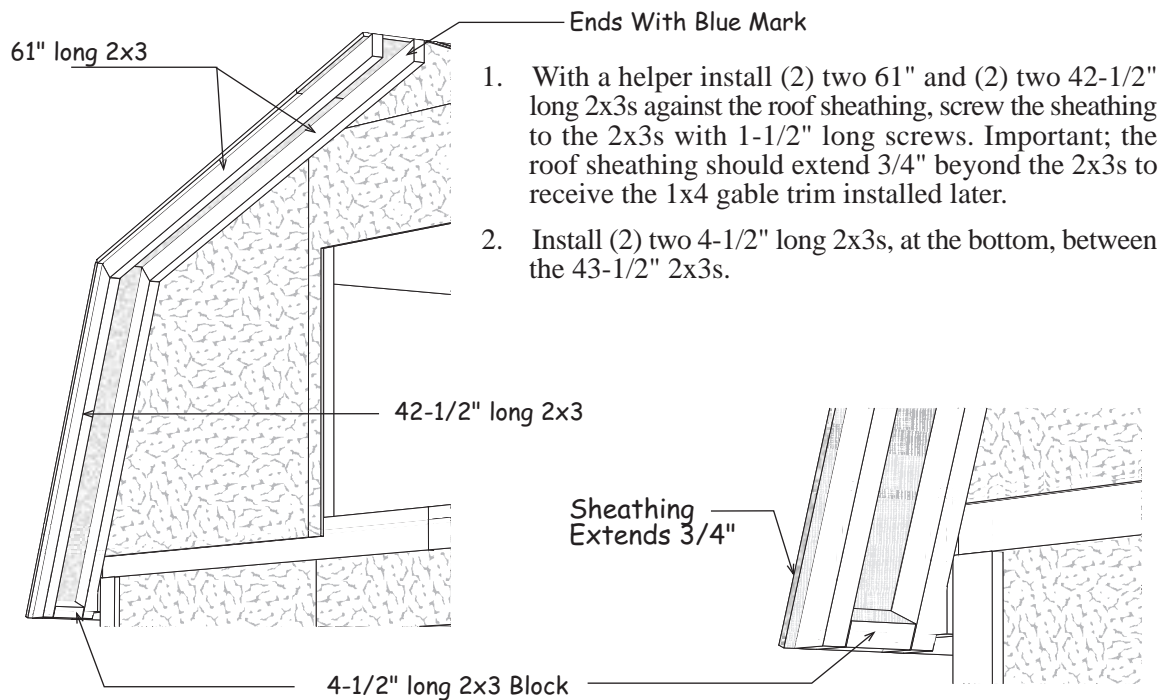 Ends With Blue Mark
61" long 2x3
1. With a helper install (2) two 61" and (2) two 42-1/2"
long 2x3s against the roof sheathing, screw the sheathing
to the 2x3s with 1-1/2" long screws. Important; the
roof sheathing should extend 3/4" beyond the 2x3s to
receive the 1x4 gable trim installed later.
2. Install (2) two 4-1/2" long 2x3s, at the bottom, between
the 43-1/2" 2x3s.
42-1/2" long 2x3
Sheathing
Extends 3/4"
4-1/2" long 2x3 Block